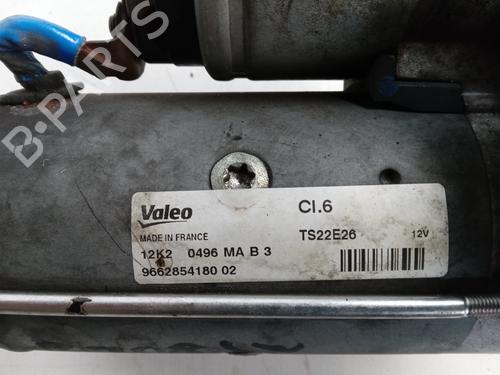 B-PARTS
Valeo
Cl.6
MADE IN FRANCE
TS22E26 12V
12K2 0496 MA B 3
9662854180 02